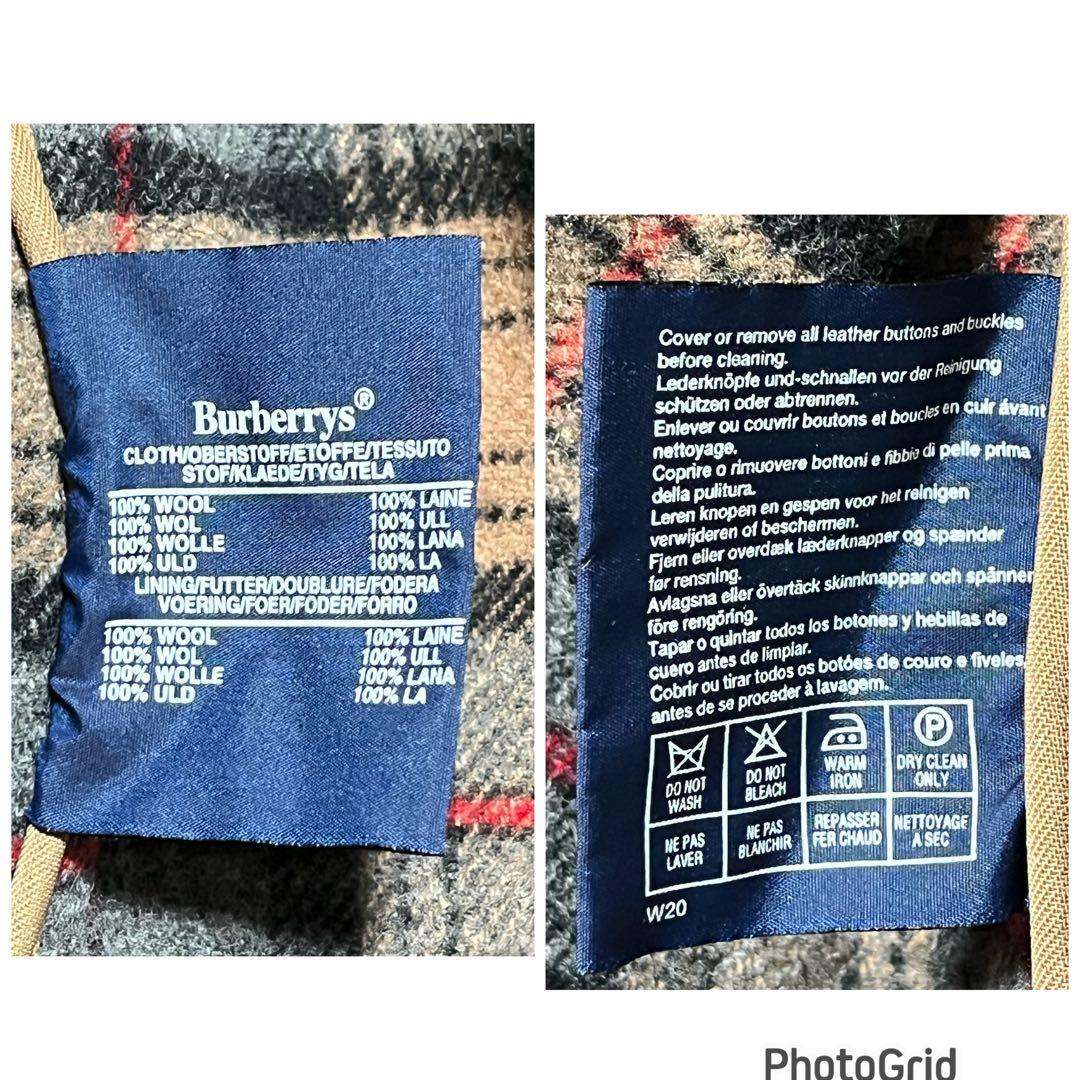 Burberrys®
CLOTH/OBERSTOFF/ETOFFE/TESSUTO
STOF/KLAEDE/TYG/TELA
100% WOOL 100% LAINE
100% WOL 100% ULL
100% WOLLE 100% LANA
100% ULD 100% LA
LINING/FUTTER/DOUBLURE/FODERA
VOERING/FOER/FODER/FORRO
100% WOOL 100% LAINE
100% WOL 100% ULL
100% WOLLE 100% LANA
100% ULD 100% LA
Cover or remove all leather buttons and buckles
before cleaning.
Lederknöpfe und-schnallen vor der Reinigung
schützen oder abtrennen.
Enlever ou couvrir boutons et boucles en cuir ávant
nettoyage.
Coprire o rimuovere bottoni e fibbie di pelle prima
della pulitura.
Leren knopen en gespen voor het reinigen
verwijderen of beschermen.
Fjern eller overdæk læderknapper og spænder
før rensning.
Avlagsna eller övertäck skinnknappar och spännen
före rengöring.
Tapar o quintar todos los botones y hebillas de
cuero antes de limpiar.
Cobrir ou tirar todos os botões de couro e fiveles,
antes de se proceder à lavagem.
P
DO NOT WARM DRY CLEAN
WASH DO NOT BLEACH IRON ONLY
NE PAS LAVER NE PAS BLANCHIR REPASSER FER CHAUD NETTOYAGE A SEC
W20
PhotoGrid